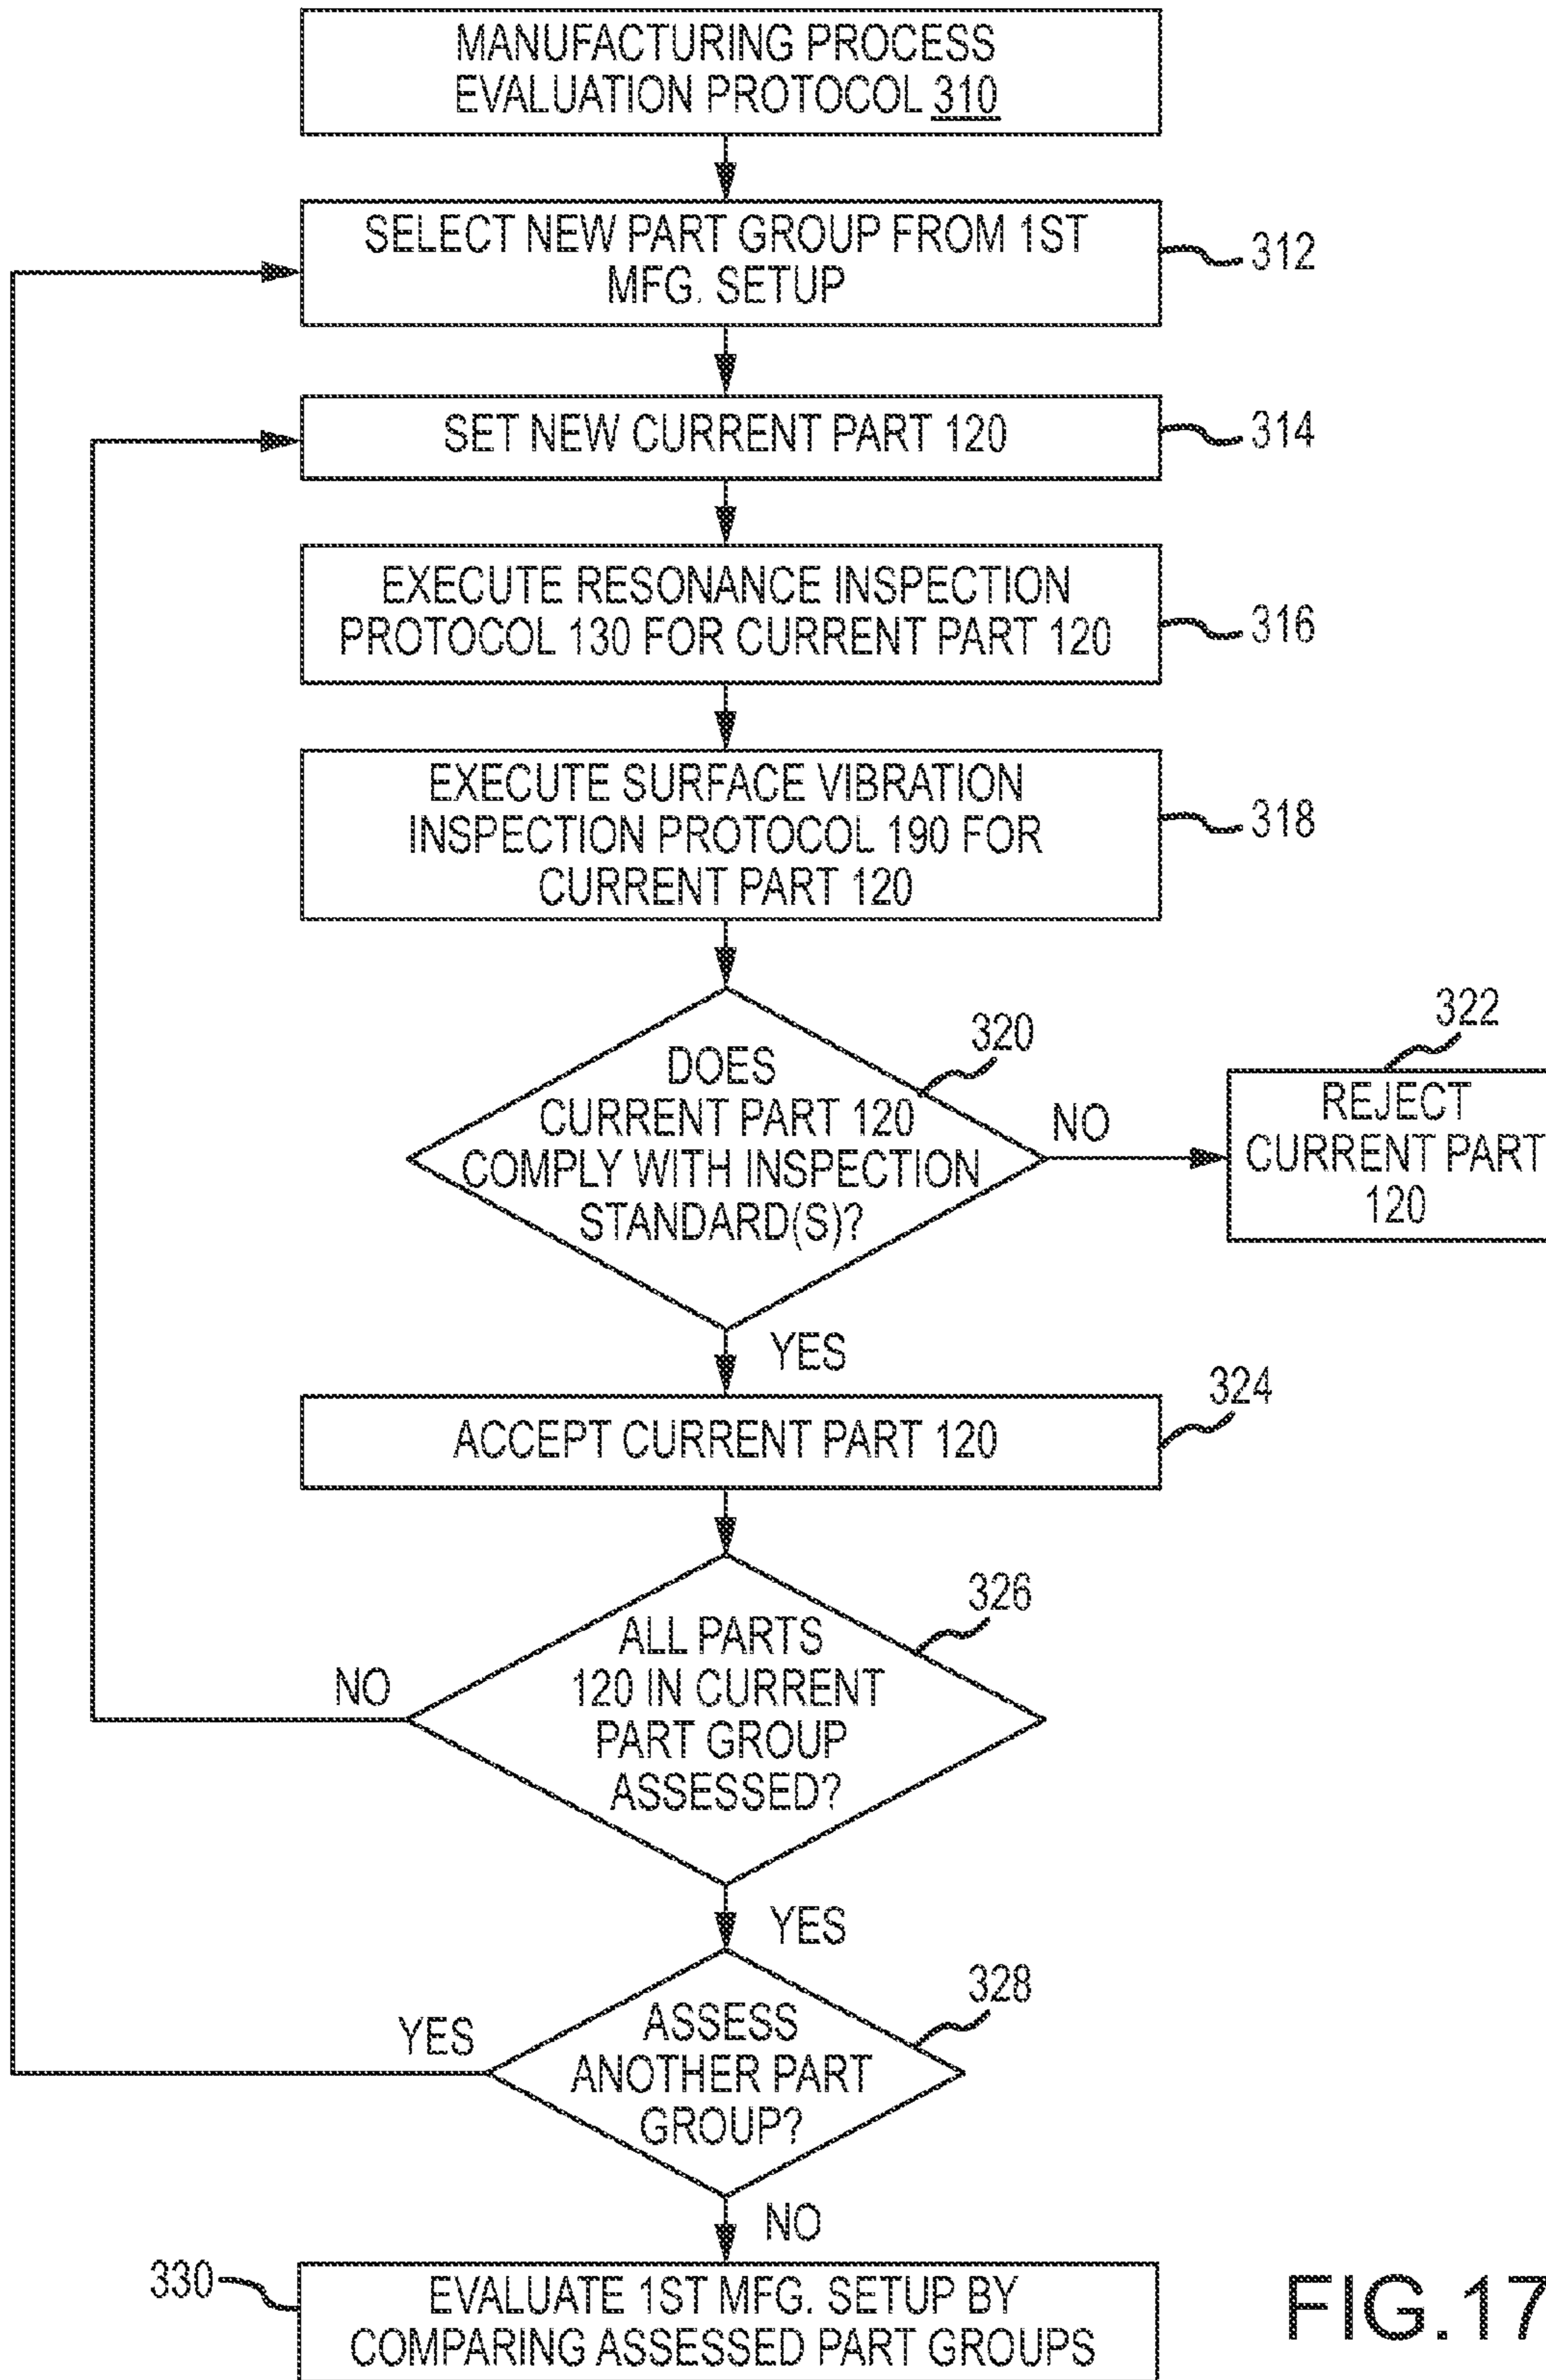 MANUFACTURING PROCESS
EVALUATION PROTOCOL 310
SELECT NEW PART GROUP FROM 1ST
MFG. SETUP
312
SET NEW CURRENT PART 120
314
EXECUTE RESONANCE INSPECTION
PROTOCOL 130 FOR CURRENT PART 120
316
EXECUTE SURFACE VIBRATION
INSPECTION PROTOCOL 190 FOR
CURRENT PART 120
318
320
DOES
CURRENT PART 120
COMPLY WITH INSPECTION
STANDARD(S)?
NO
322
REJECT
CURRENT PART
120
YES
324
ACCEPT CURRENT PART 120
326
ALL PARTS
120 IN CURRENT
PART GROUP
ASSESSED?
NO
YES
328
ASSESS
ANOTHER PART
GROUP?
YES
NO
330
EVALUATE 1ST MFG. SETUP BY
COMPARING ASSESSED PART GROUPS
FIG.17